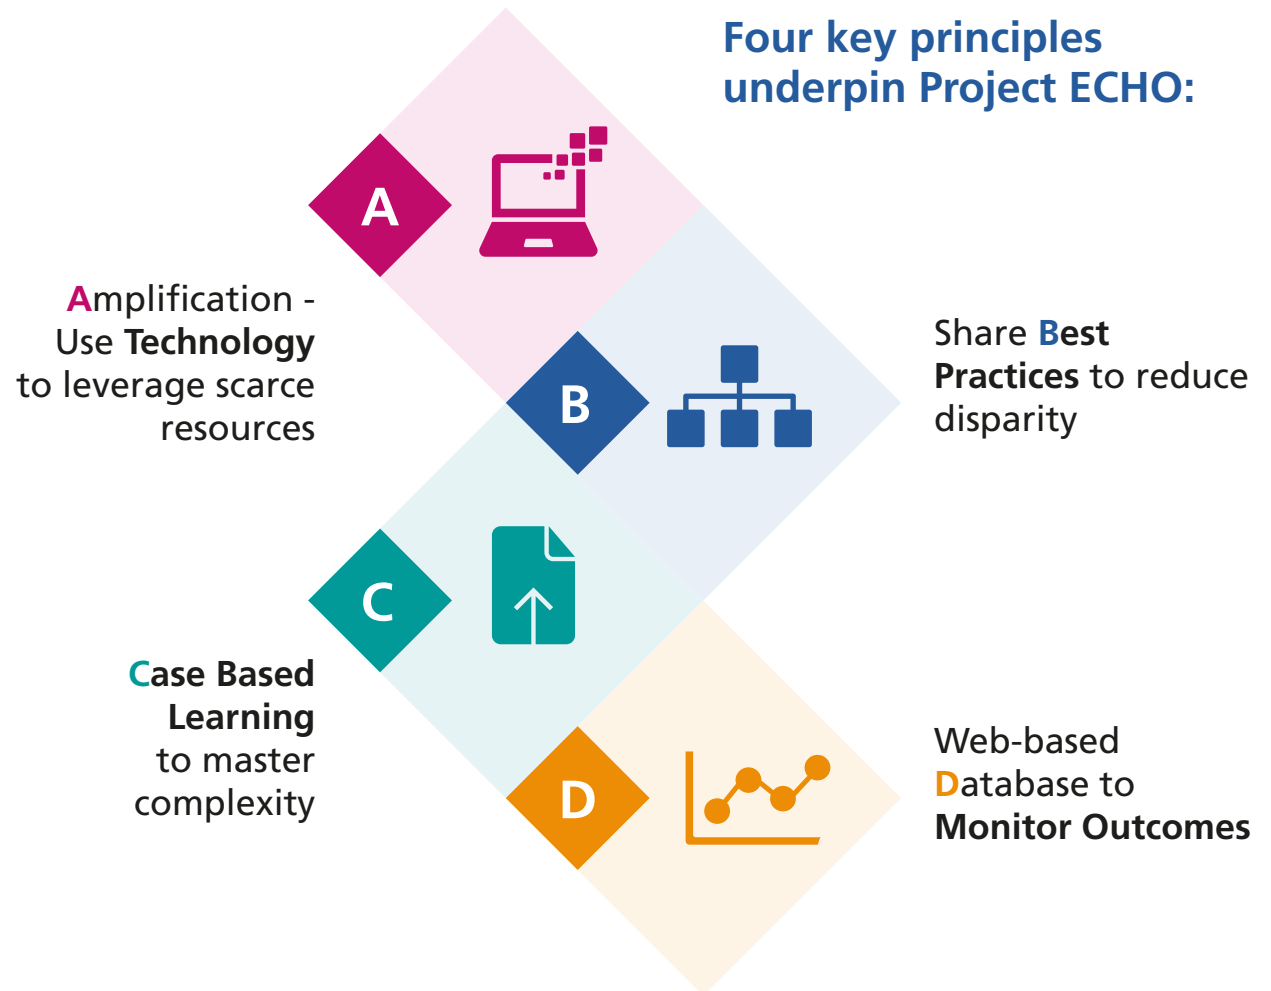 Four key principles
underpin Project ECHO:
A
Amplification -
Use Technology
to leverage scarce
resources
B
Share Best
Practices to reduce
disparity
C
Case Based
Learning
to master
complexity
D
Web-based
Database to
Monitor Outcomes